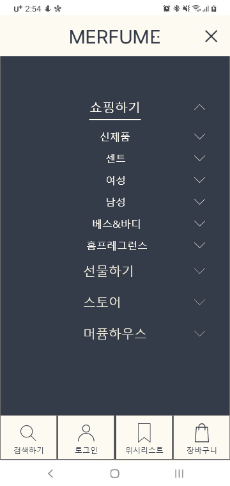 U+ 2:54
MERFUME
쇼핑하기
신제품
센트
여성
남성
베스&바디
홈프레그런스
선물하기
스토어
머퓸하우스
검색하기 로그인 위시리스트 장바구니